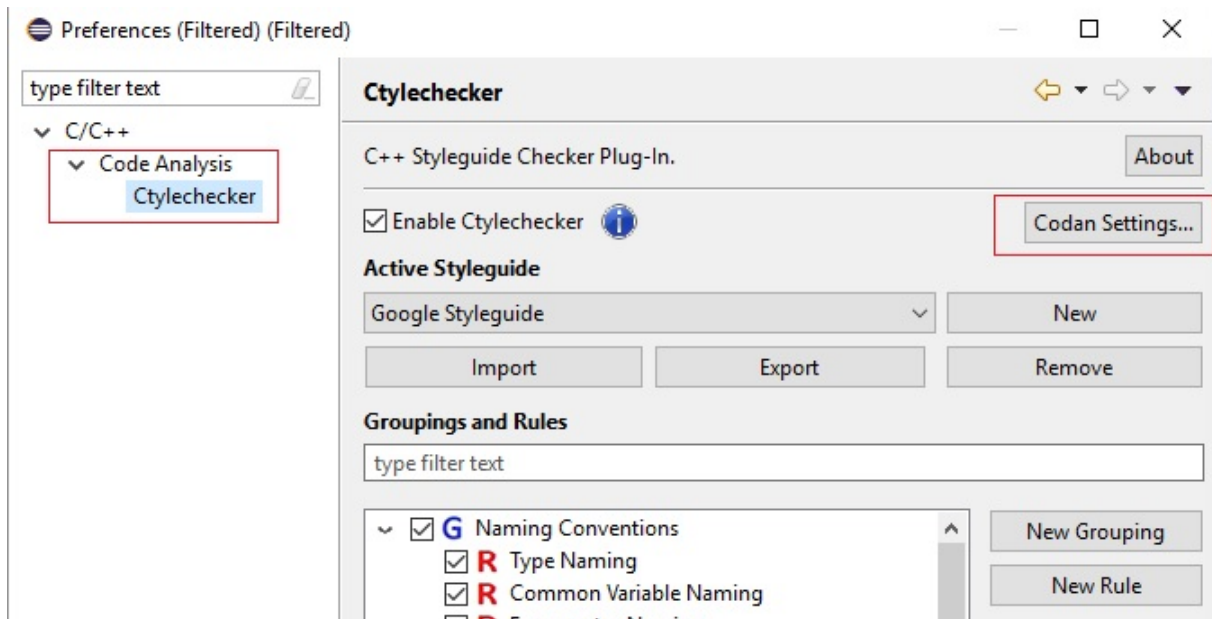 Preferences (Filtered) (Filtered)
type filter text
C/C++
Code Analysis
Ctylechecker
Ctylechecker
C++ Styleguide Checker Plug-In.
About
Enable Ctylechecker
Codan Settings...
Active Styleguide
Google Styleguide
New
Import
Export
Remove
Groupings and Rules
type filter text
G Naming Conventions
New Grouping
R Type Naming
New Rule
R Common Variable Naming